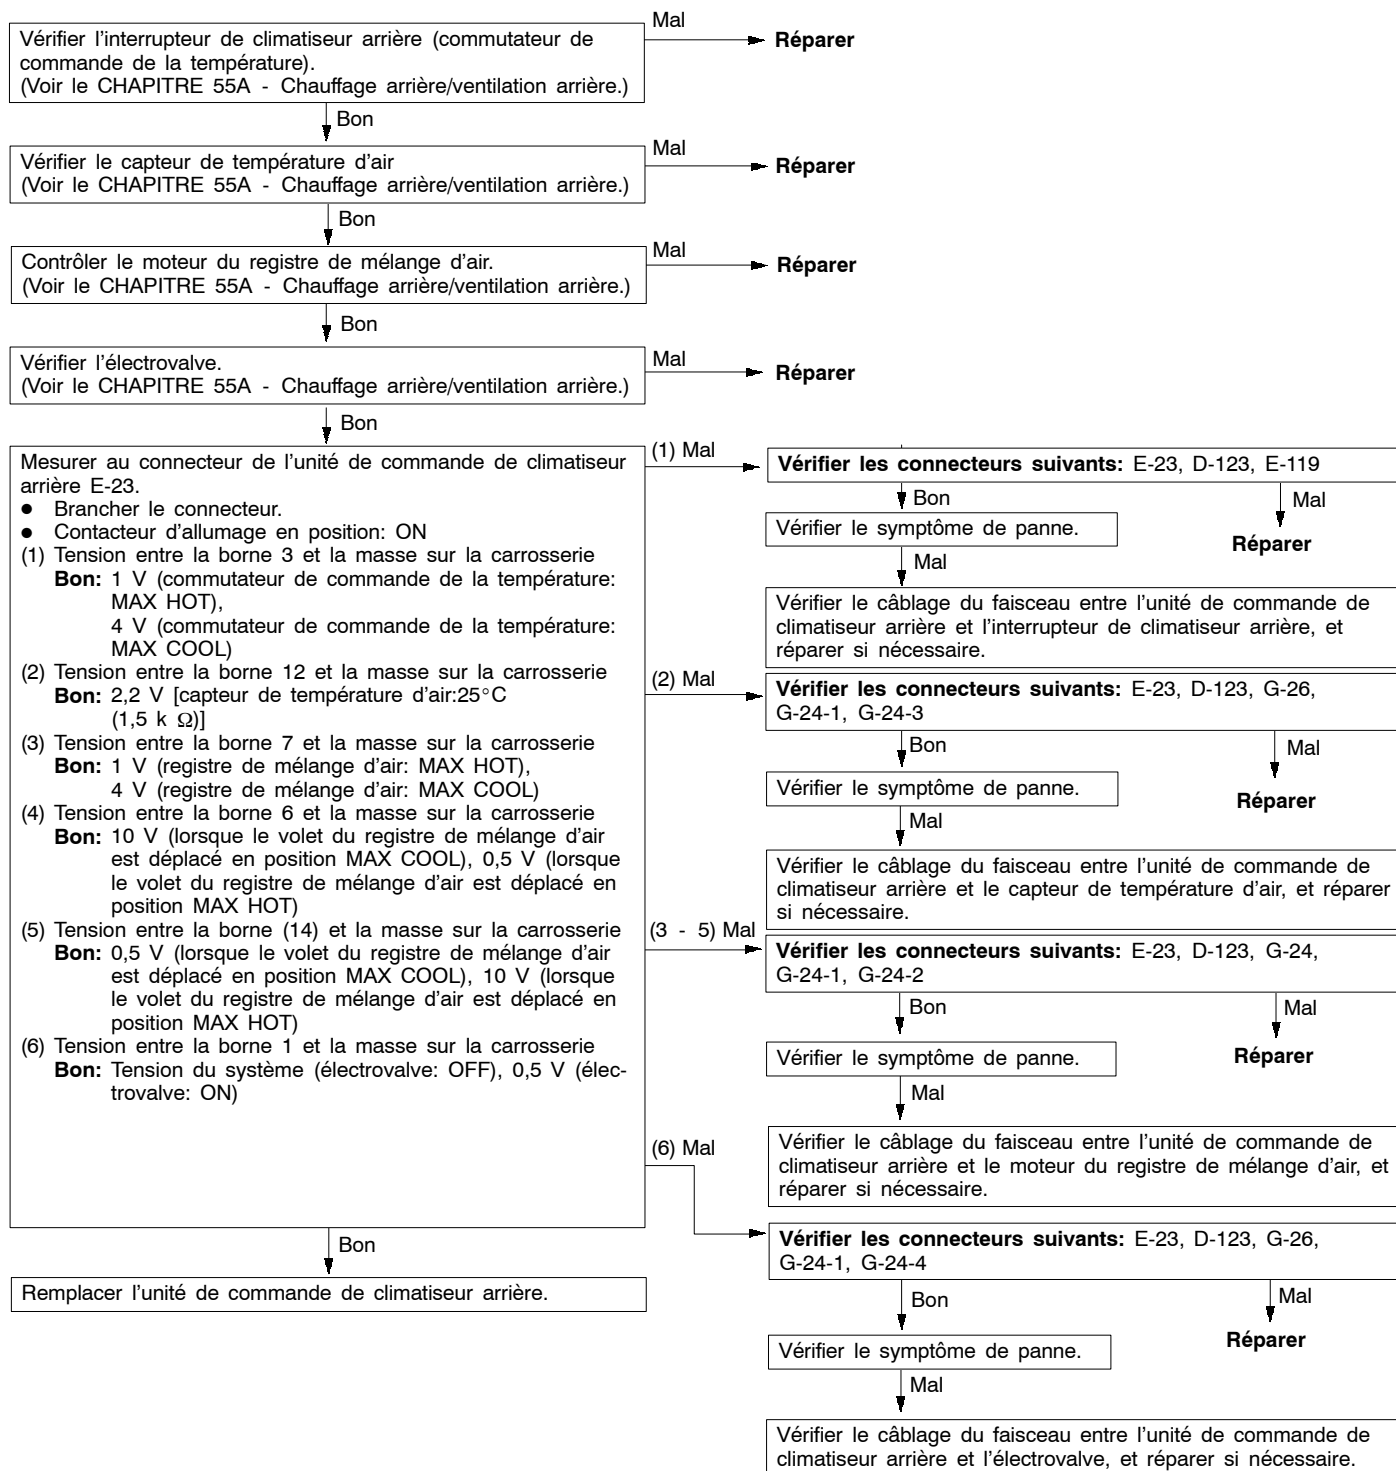 Vérifier l'interrupteur de climatiseur arrière (commutateur de
commande de la température).
(Voir le CHAPITRE 55A - Chauffage arrière/ventilation arrière.)
Mal
Réparer
Bon
Vérifier le capteur de température d'air
(Voir le CHAPITRE 55A - Chauffage arrière/ventilation arrière.)
Mal
Réparer
Bon
Contrôler le moteur du registre de mélange d'air.
(Voir le CHAPITRE 55A - Chauffage arrière/ventilation arrière.)
Mal
Réparer
Bon
Vérifier l'électrovalve.
(Voir le CHAPITRE 55A - Chauffage arrière/ventilation arrière.)
Mal
Réparer
Bon
Mesurer au connecteur de l'unité de commande de climatiseur
arrière E-23.
● Brancher le connecteur.
● Contacteur d'allumage en position: ON
(1) Tension entre la borne 3 et la masse sur la carrosserie
Bon: 1 V (commutateur de commande de la température:
MAX HOT),
4 V (commutateur de commande de la température:
MAX COOL)
(2) Tension entre la borne 12 et la masse sur la carrosserie
Bon: 2,2 V [capteur de température d'air:25°C
(1,5 k Ω)]
(3) Tension entre la borne 7 et la masse sur la carrosserie
Bon: 1 V (registre de mélange d'air: MAX HOT),
4 V (registre de mélange d'air: MAX COOL)
(4) Tension entre la borne 6 et la masse sur la carrosserie
Bon: 10 V (lorsque le volet du registre de mélange d'air
est déplacé en position MAX COOL), 0,5 V (lorsque
le volet du registre de mélange d'air est déplacé en
position MAX HOT)
(5) Tension entre la borne (14) et la masse sur la carrosserie
Bon: 0,5 V (lorsque le volet du registre de mélange d'air
est déplacé en position MAX COOL), 10 V (lorsque
le volet du registre de mélange d'air est déplacé en
position MAX HOT)
(6) Tension entre la borne 1 et la masse sur la carrosserie
Bon: Tension du système (électrovalve: OFF), 0,5 V (élec-
trovalve: ON)
Bon
Remplacer l'unité de commande de climatiseur arrière.
(1) Mal
Vérifier les connecteurs suivants: E-23, D-123, E-119
Bon
Mal
Vérifier le symptôme de panne.
Réparer
Mal
Vérifier le câblage du faisceau entre l'unité de commande de
climatiseur arrière et l'interrupteur de climatiseur arrière, et
réparer si nécessaire.
(2) Mal
Vérifier les connecteurs suivants: E-23, D-123, G-26,
G-24-1, G-24-3
Bon
Mal
Vérifier le symptôme de panne.
Réparer
Mal
Vérifier le câblage du faisceau entre l'unité de commande de
climatiseur arrière et le capteur de température d'air, et réparer
si nécessaire.
(3 - 5) Mal
Vérifier les connecteurs suivants: E-23, D-123, G-24,
G-24-1, G-24-2
Bon
Mal
Vérifier le symptôme de panne.
Réparer
Mal
Vérifier le câblage du faisceau entre l'unité de commande de
climatiseur arrière et le moteur du registre de mélange d'air, et
réparer si nécessaire.
(6) Mal
Vérifier les connecteurs suivants: E-23, D-123, G-26,
G-24-1, G-24-4
Bon
Mal
Vérifier le symptôme de panne.
Réparer
Mal
Vérifier le câblage du faisceau entre l'unité de commande de
climatiseur arrière et l'électrovalve, et réparer si nécessaire.